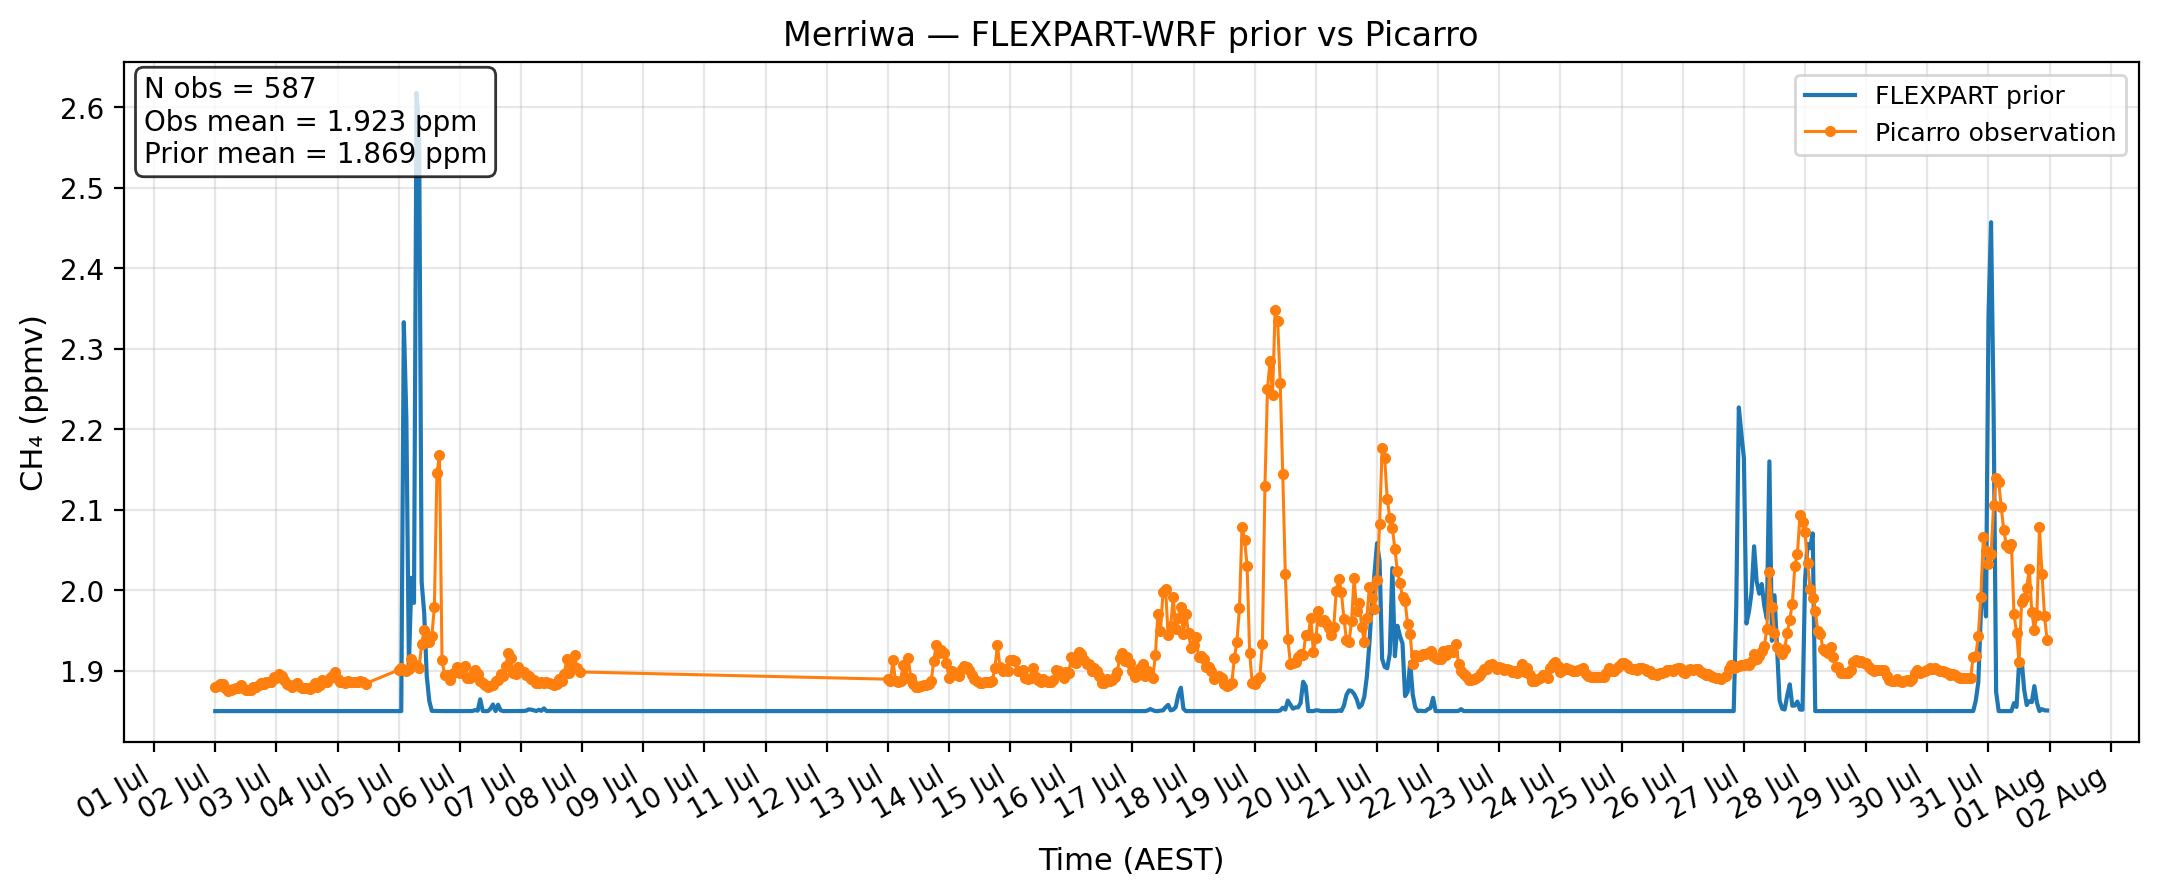 Merriwa — FLEXPART-WRF prior vs Picarro
N obs = 587
Obs mean = 1.923 ppm
Prior mean = 1.869 ppm
FLEXPART prior
Picarro observation
CH₄ (ppmv)
2.6
2.5
2.4
2.3
2.2
2.1
2.0
1.9
01 Jul
02 Jul
03 Jul
04 Jul
05 Jul
06 Jul
07 Jul
08 Jul
09 Jul
10 Jul
11 Jul
12 Jul
13 Jul
14 Jul
15 Jul
16 Jul
17 Jul
18 Jul
19 Jul
20 Jul
21 Jul
22 Jul
23 Jul
24 Jul
25 Jul
26 Jul
27 Jul
28 Jul
29 Jul
30 Jul
31 Jul
01 Aug
02 Aug
Time (AEST)